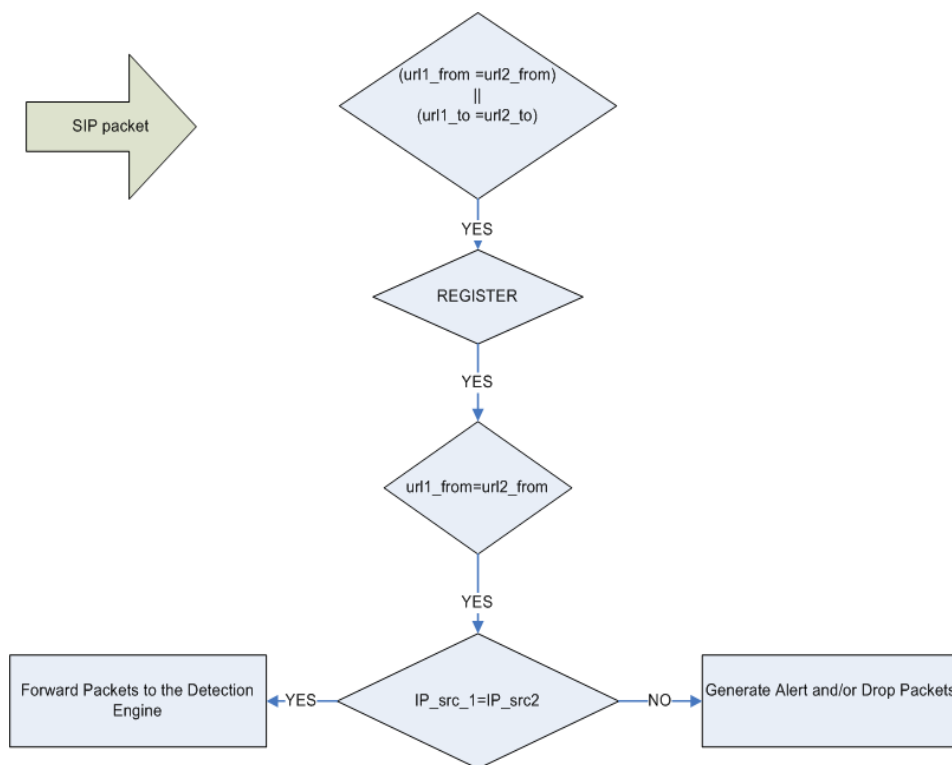 SIP packet
(url1_from =url2_from)
||
(url1_to =url2_to)
YES
REGISTER
YES
url1_from=url2_from
YES
Forward Packets to the Detection
Engine
YES
IP_src_1=IP_src2
NO
Generate Alert and/or Drop Packets